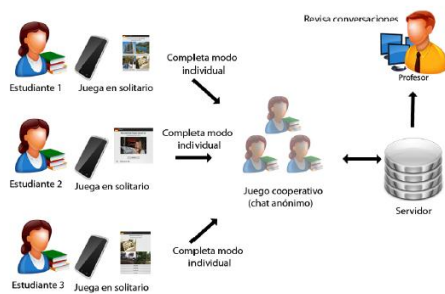 Revisa conversaciones
Profesor
Completa modo
individual
Estudiante 1
Juega en solitario
Completa modo
individual
Estudiante 2
Juega en solitario
Juego cooperativo
(chat anónimo)
Servidor
Completa modo
individual
Estudiante 3
Juega en solitario